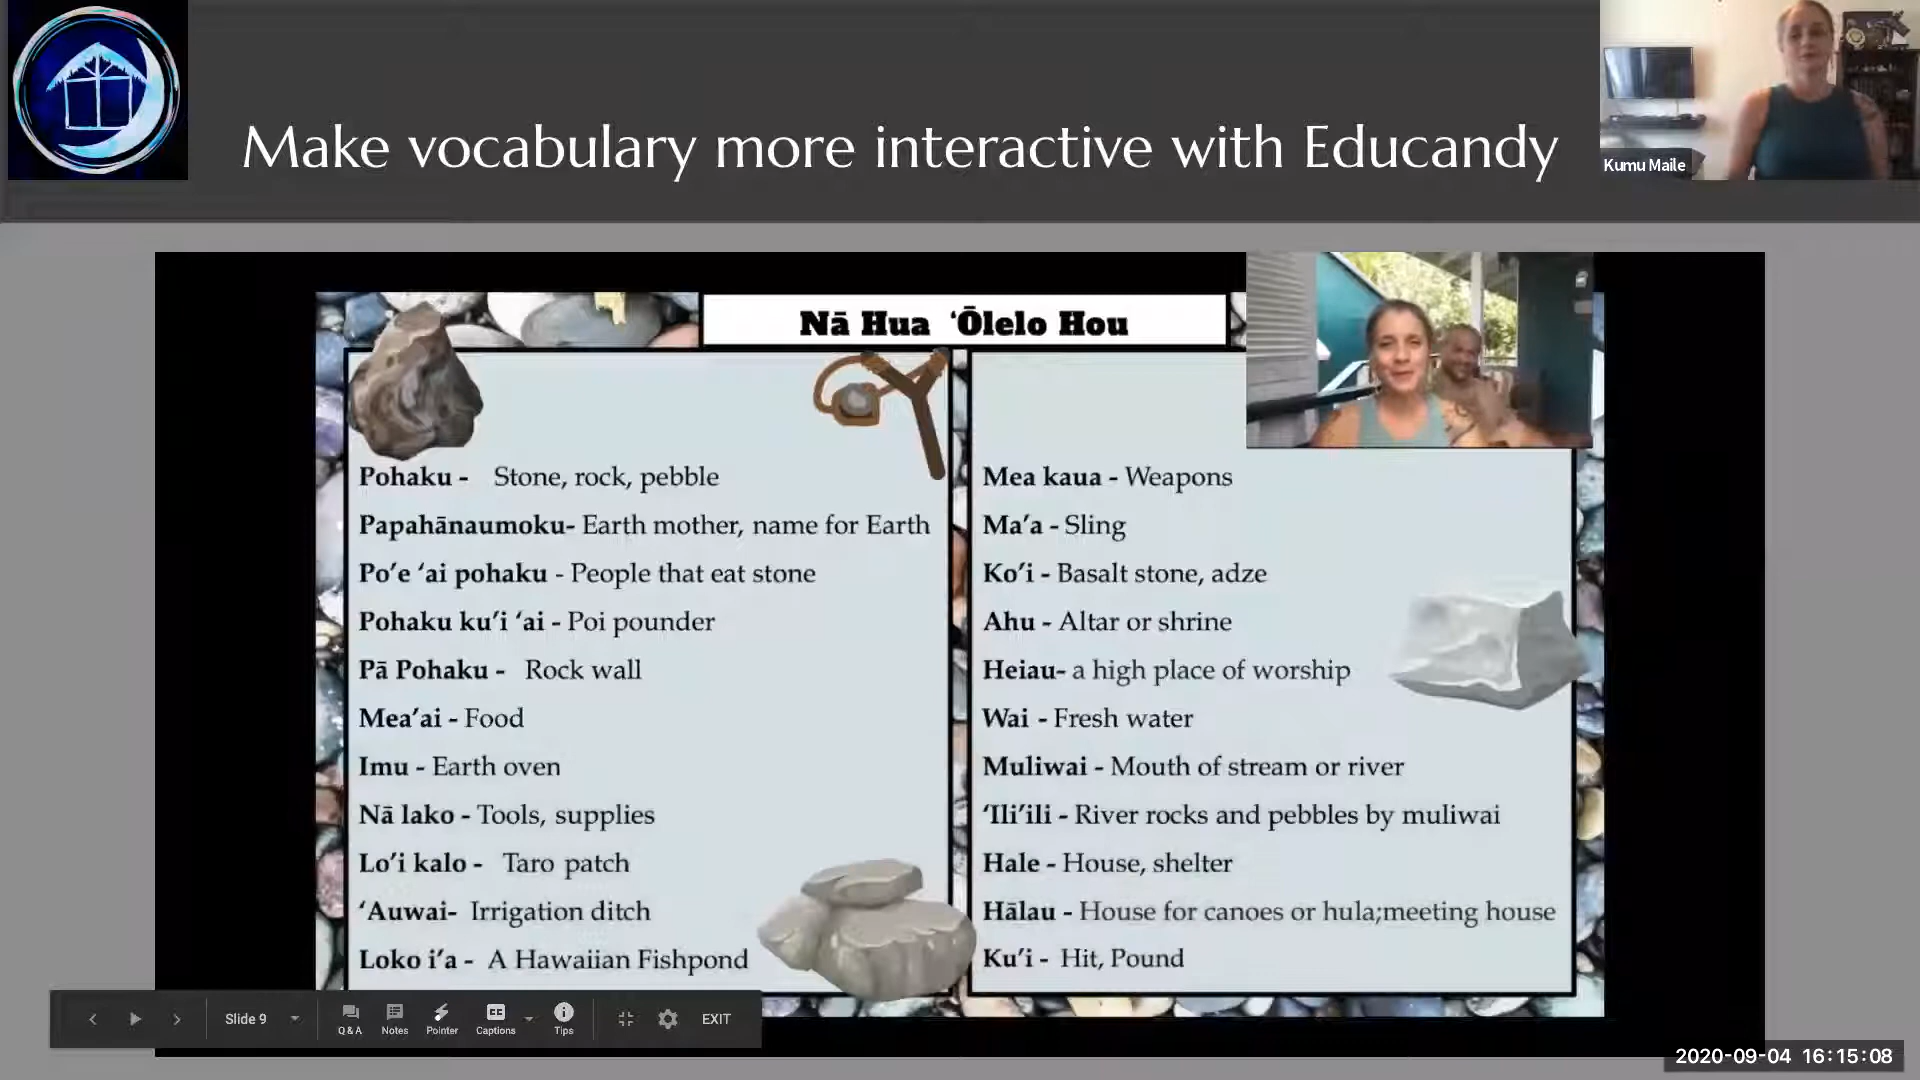 Make vocabulary more interactive with Educandy
Kumu Maile
Nā Hua ʻŌlelo Hou
Pohaku - Stone, rock, pebble
Papahānaumoku- Earth mother, name for Earth
Po’e ‘ai pohaku - People that eat stone
Pohaku ku’i ‘ai - Poi pounder
Pā Pohaku - Rock wall
Mea’ai - Food
Imu - Earth oven
Nā lako - Tools, supplies
Lo’i kalo - Taro patch
‘Auwai- Irrigation ditch
Loko i’a - A Hawaiian Fishpond
Mea kaua - Weapons
Ma’a - Sling
Ko’i - Basalt stone, adze
Ahu - Altar or shrine
Heiau- a high place of worship
Wai - Fresh water
Muliwai - Mouth of stream or river
‘Ili’ili - River rocks and pebbles by muliwai
Hale - House, shelter
Hālau - House for canoes or hula;meeting house
Ku’i - Hit, Pound
Slide 9
Q & A
Notes
Pointer
CC
Captions
Tips
EXIT
2020-09-04 16:15:08